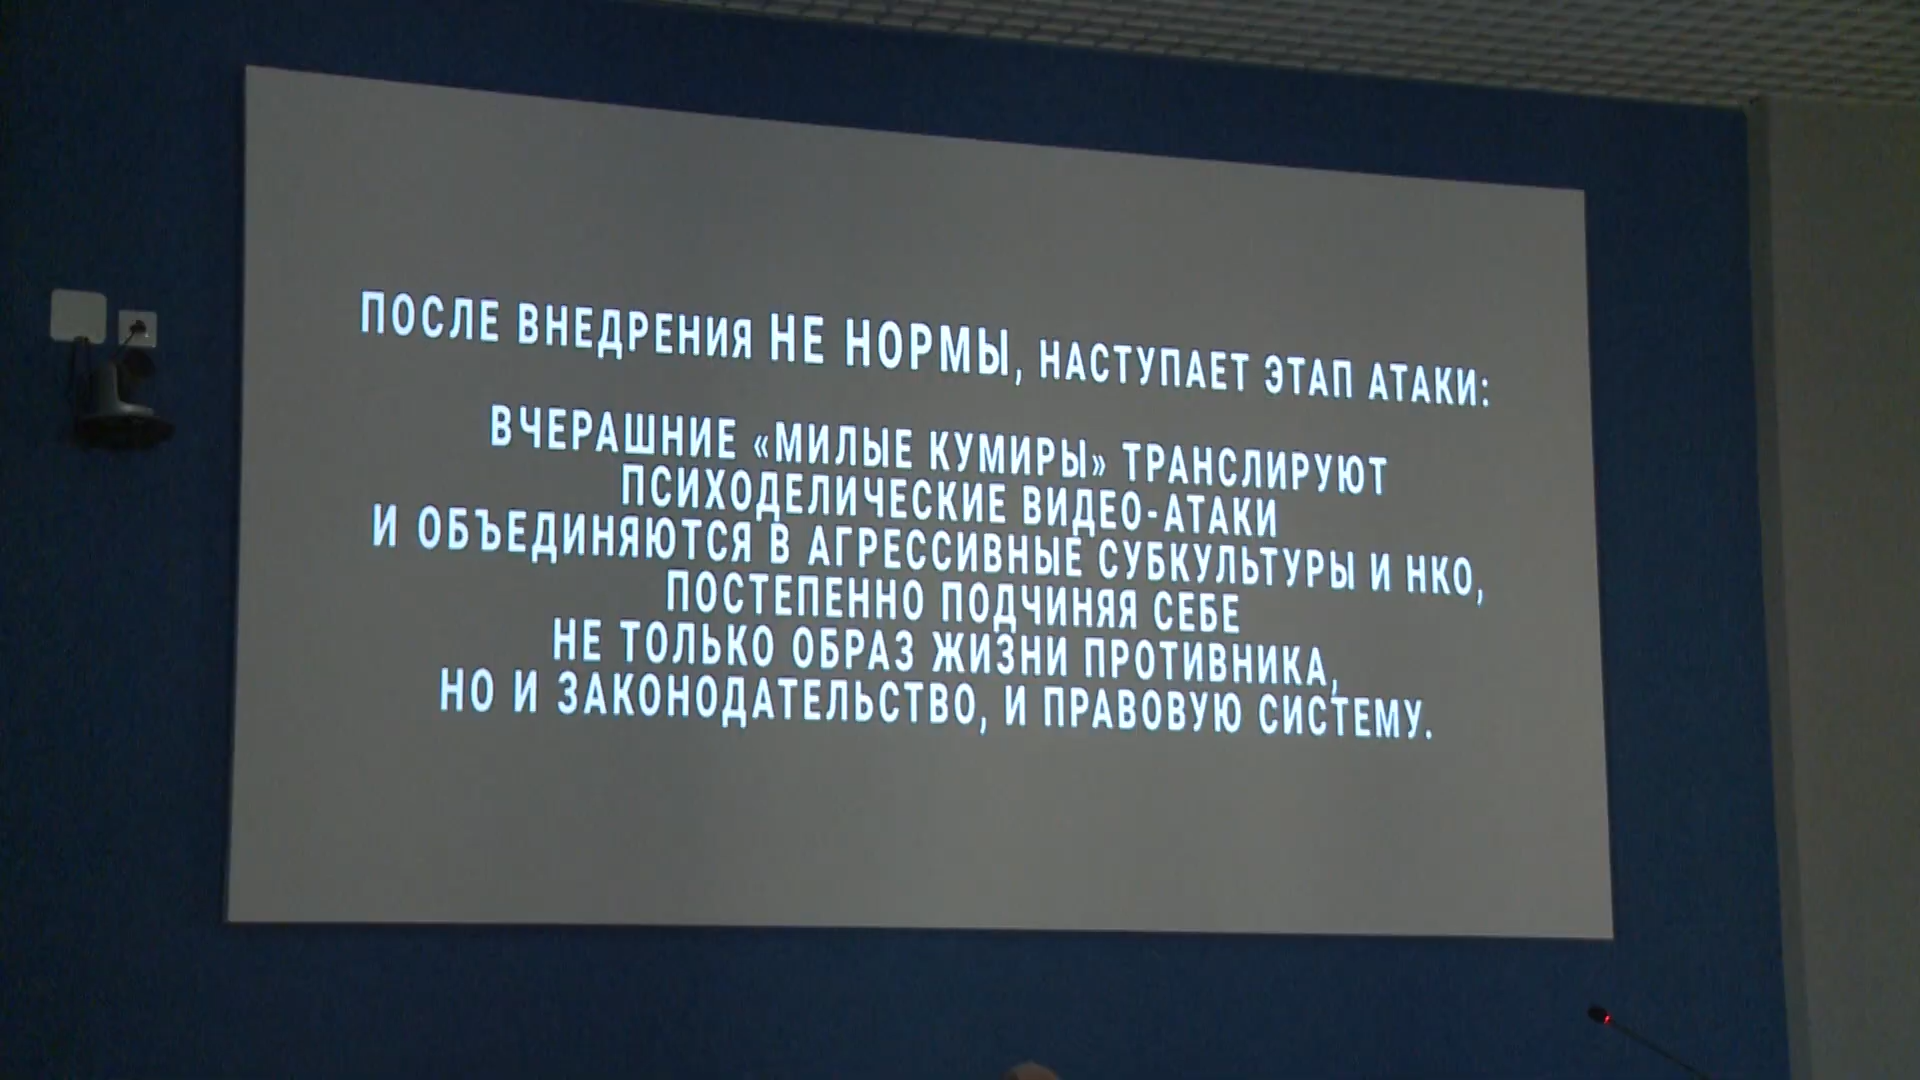 ПОСЛЕ ВНЕДРЕНИЯ НЕ НОРМЫ, НАСТУПАЕТ ЭТАП АТАКИ:
ВЧЕРАШНИЕ «МИЛЫЕ КУМИРЫ» ТРАНСЛИРУЮТ
ПСИХОДЕЛИЧЕСКИЕ ВИДЕО-АТАКИ
И ОБЪЕДИНЯЮТСЯ В АГРЕССИВНЫЕ СУБКУЛЬТУРЫ И НКО,
ПОСТЕПЕННО ПОДЧИНЯЯ СЕБЕ
НЕ ТОЛЬКО ОБРАЗ ЖИЗНИ ПРОТИВНИКА,
НО И ЗАКОНОДАТЕЛЬСТВО, И ПРАВОВУЮ СИСТЕМУ.